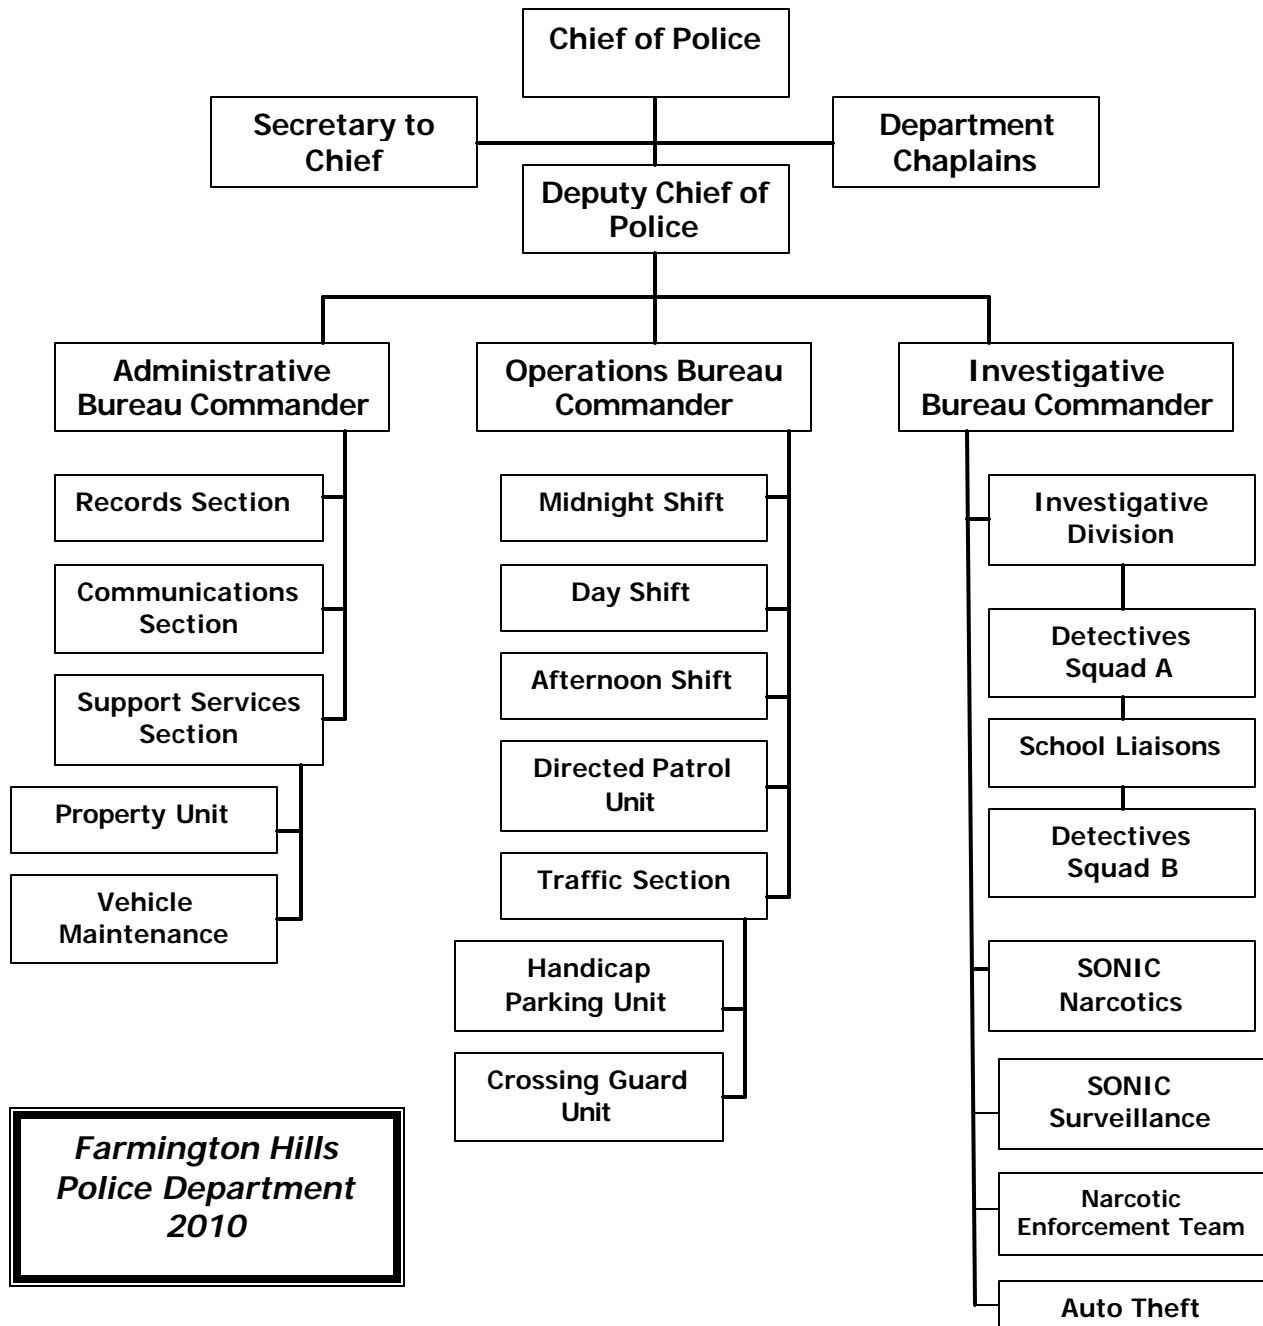 Chief of Police
Secretary to
Chief
Department
Chaplains
Deputy Chief of
Police
Administrative
Bureau Commander
Operations Bureau
Commander
Investigative
Bureau Commander
Records Section
Communications
Section
Support Services
Section
Property Unit
Vehicle
Maintenance
Midnight Shift
Day Shift
Afternoon Shift
Directed Patrol
Unit
Traffic Section
Handicap
Parking Unit
Crossing Guard
Unit
Investigative
Division
Detectives
Squad A
School Liaisons
Detectives
Squad B
SONIC
Narcotics
SONIC
Surveillance
Narcotic
Enforcement Team
Auto Theft
Farmington Hills
Police Department
2010